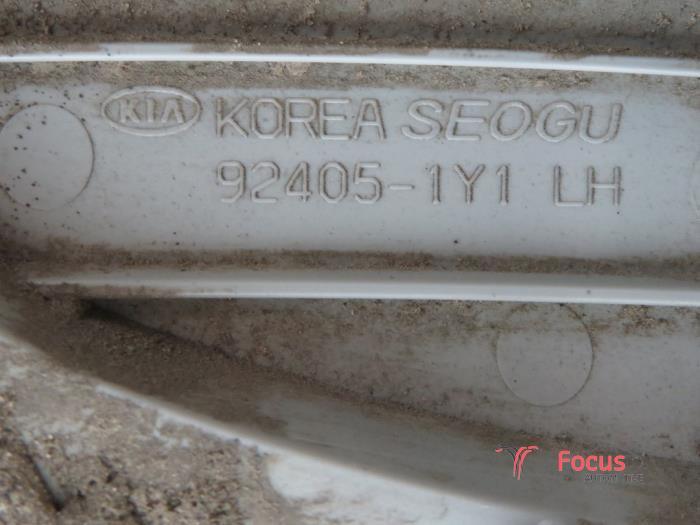 KIA KOREA SEOGU
92405-1Y1 LH
Focus